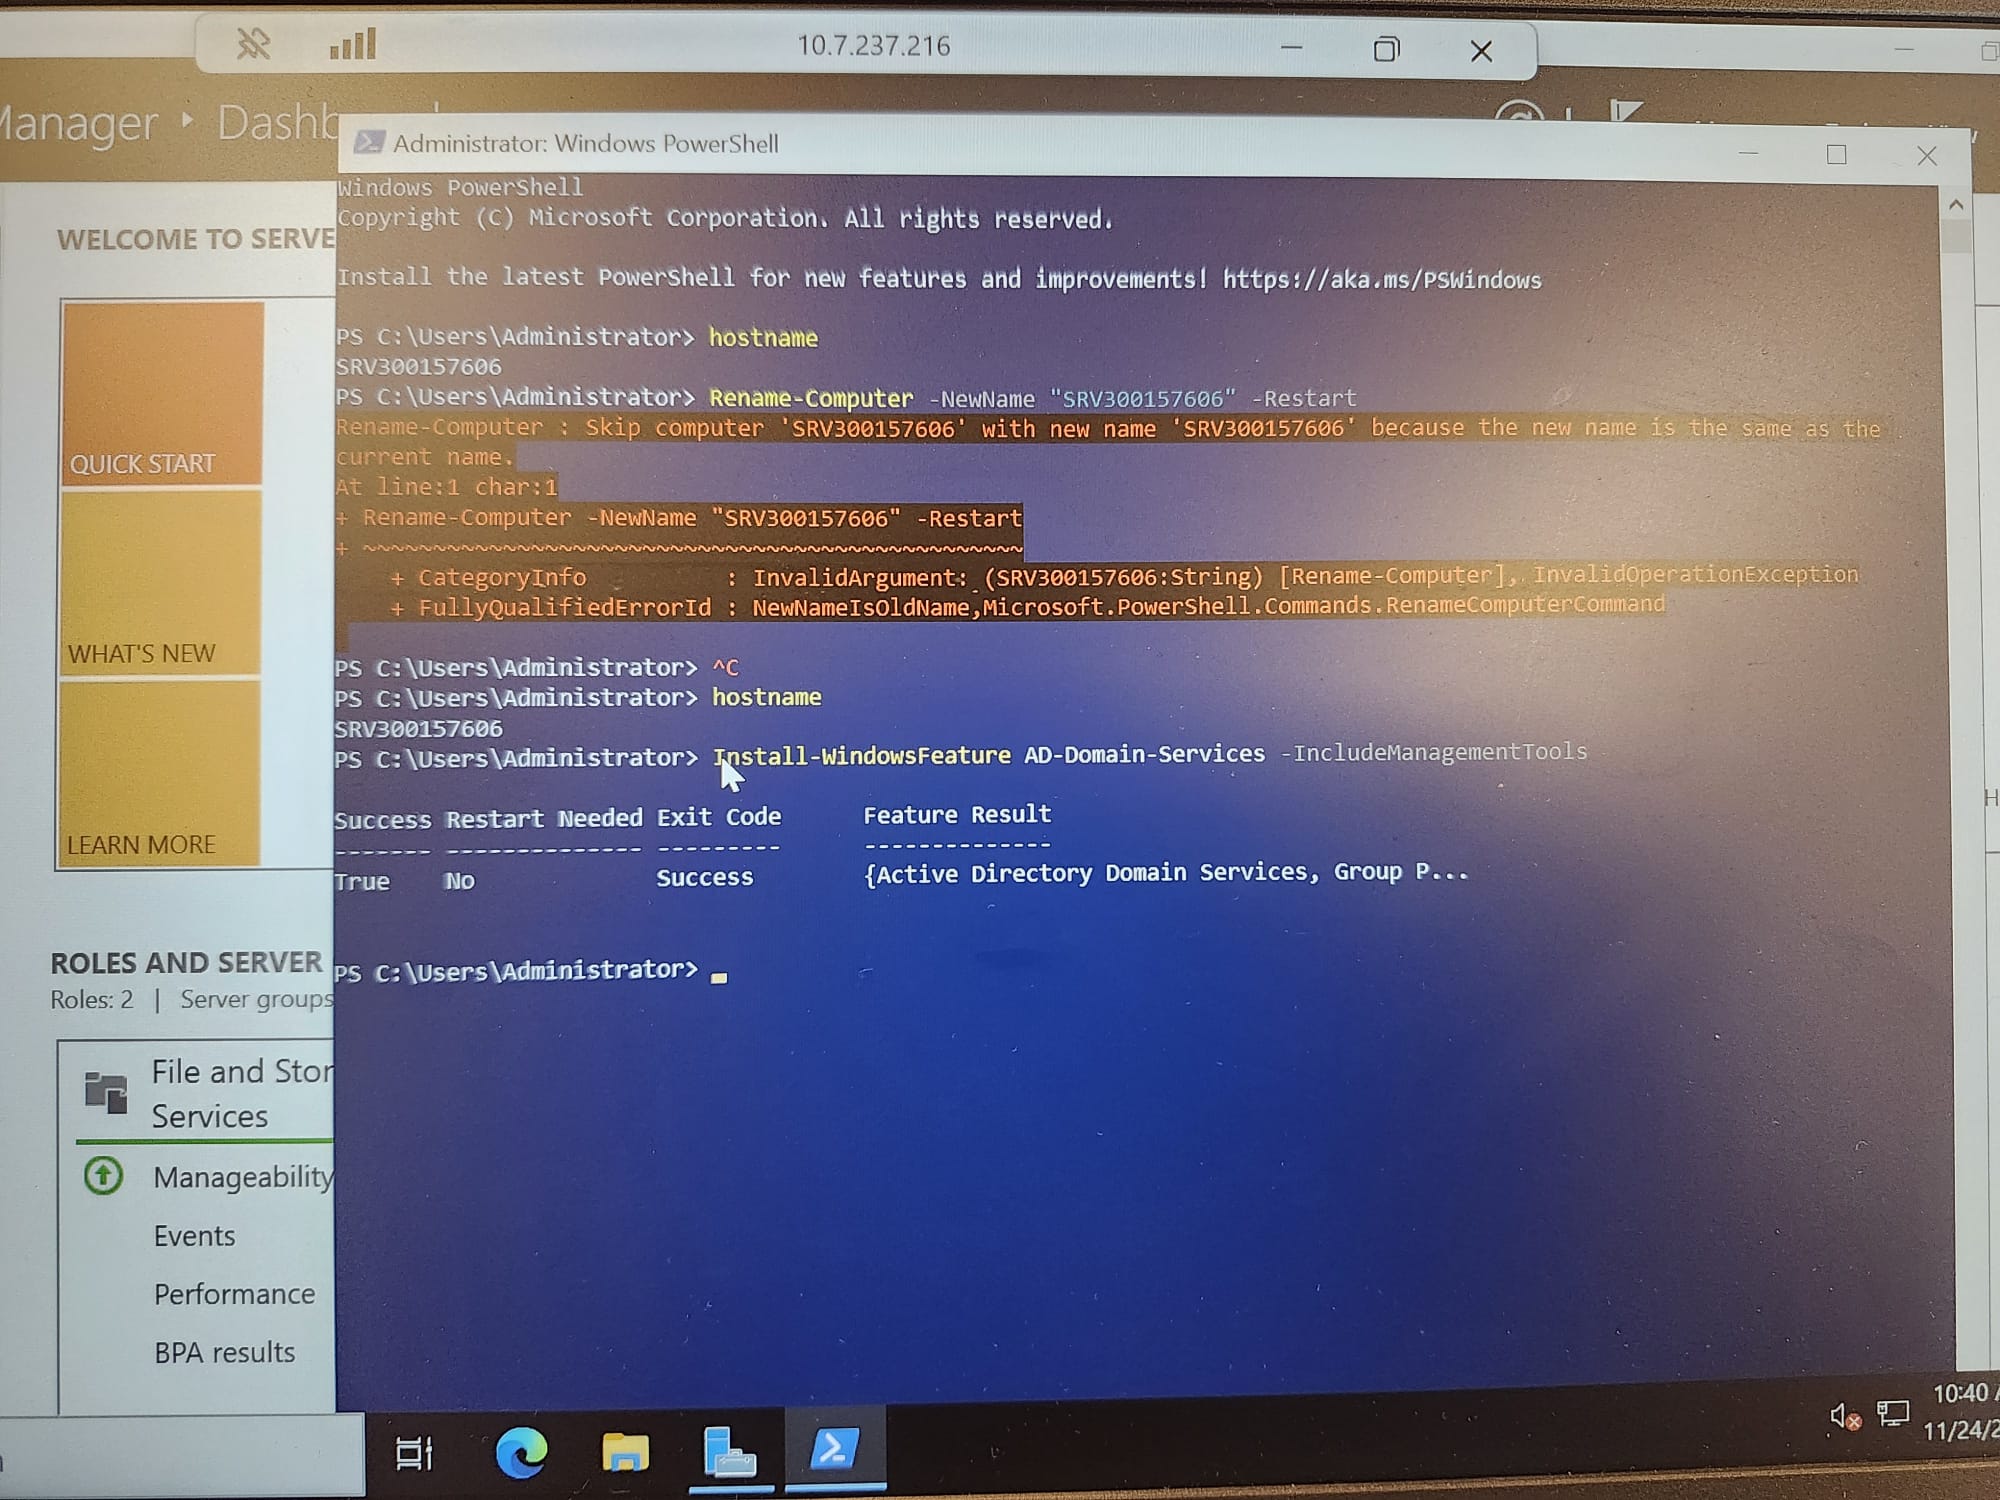 10.7.237.216
Manager ▸ Dashb
Administrator: Windows PowerShell
Windows PowerShell
Copyright (C) Microsoft Corporation. All rights reserved.
Install the latest PowerShell for new features and improvements! https://aka.ms/PSWindows
PS C:\Users\Administrator> hostname
SRV300157606
PS C:\Users\Administrator> Rename-Computer -NewName "SRV300157606" -Restart
Rename-Computer : Skip computer 'SRV300157606' with new name 'SRV300157606' because the new name is the same as the
current name.
At line:1 char:1
+ Rename-Computer -NewName "SRV300157606" -Restart
+ ~~~~~~~~~~~~~~~~~~~~~~~~~~~~~~~~~~~~~~~~~~~~~~~~
+ CategoryInfo : InvalidArgument: (SRV300157606:String) [Rename-Computer], InvalidOperationException
+ FullyQualifiedErrorId : NewNameIsOldName,Microsoft.PowerShell.Commands.RenameComputerCommand
PS C:\Users\Administrator> ^C
PS C:\Users\Administrator> hostname
SRV300157606
PS C:\Users\Administrator> Install-WindowsFeature AD-Domain-Services -IncludeManagementTools
Success Restart Needed Exit Code Feature Result
------- -------------- --------- --------------
True No Success {Active Directory Domain Services, Group P...
PS C:\Users\Administrator>
WELCOME TO SERVE
QUICK START
WHAT'S NEW
LEARN MORE
ROLES AND SERVER
Roles: 2 | Server groups
File and Stor
Services
Manageability
Events
Performance
BPA results
10:40
11/24/2